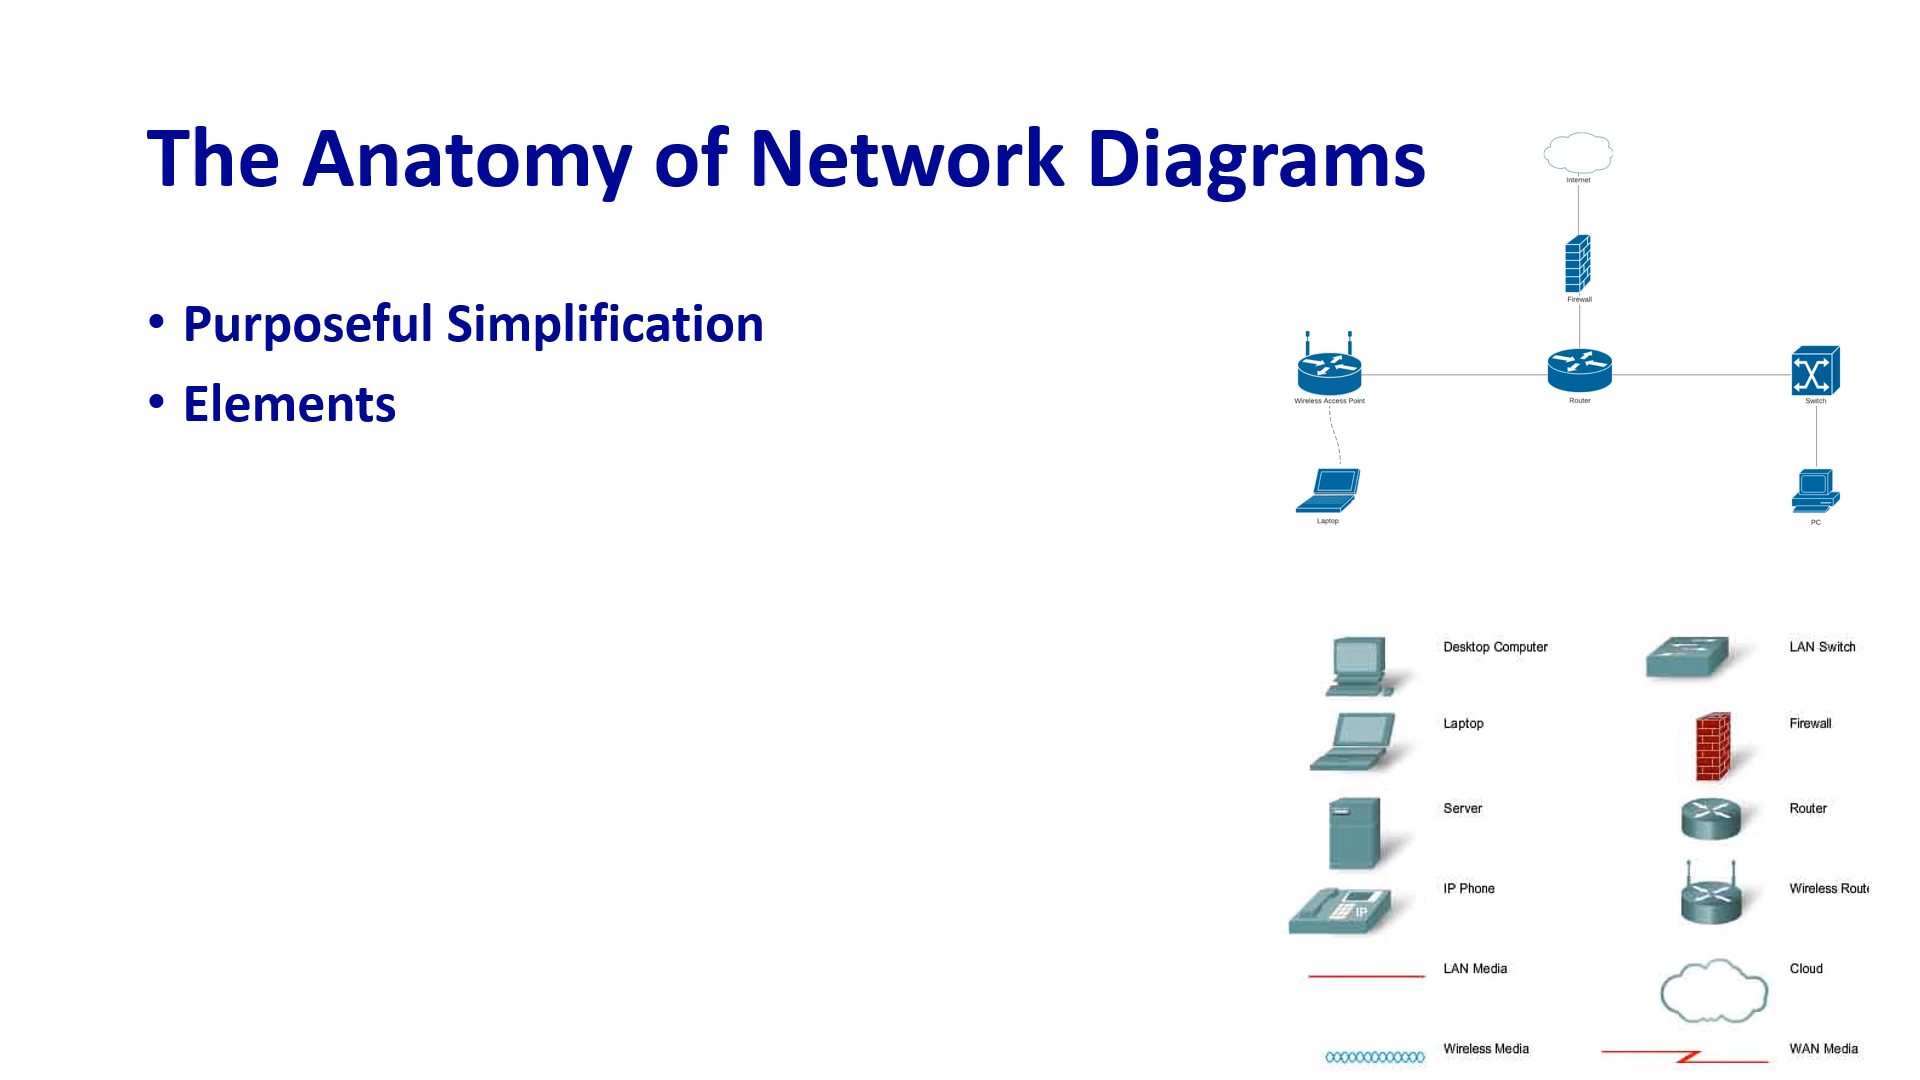 The Anatomy of Network Diagrams
• Purposeful Simplification
• Elements
Internet
Firewall
Wireless Access Point
Router
Switch
Laptop
PC
Desktop Computer
LAN Switch
Laptop
Firewall
Server
Router
IP Phone
IP
Wireless Route
LAN Media
Cloud
Wireless Media
WAN Media